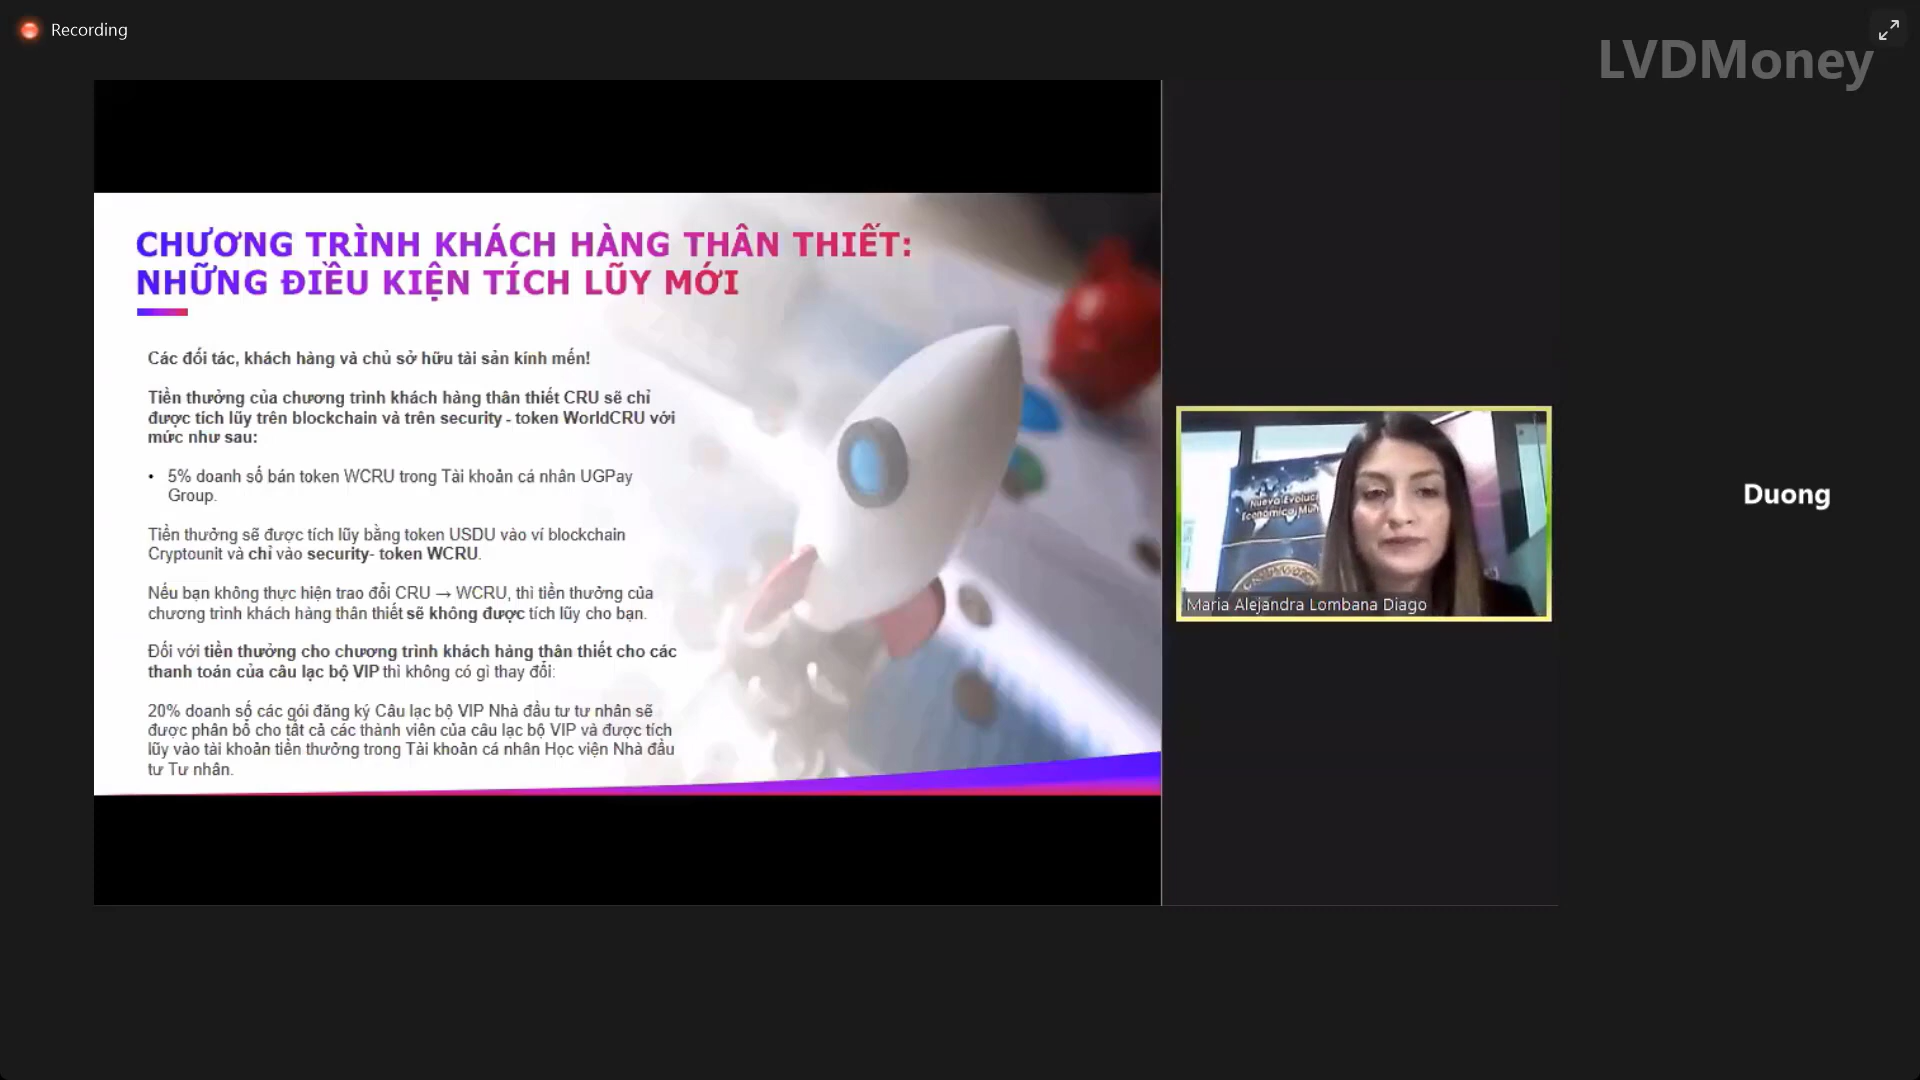 Recording
LVDMoney
CHƯƠNG TRÌNH KHÁCH HÀNG THÂN THIẾT:
NHỮNG ĐIỀU KIỆN TÍCH LŨY MỚI
Các đối tác, khách hàng và chủ sở hữu tài sản kính mến!
Tiền thưởng của chương trình khách hàng thân thiết CRU sẽ chỉ
được tích lũy trên blockchain và trên security - token WorldCRU với
mức như sau:
• 5% doanh số bán token WCRU trong Tài khoản cá nhân UGPay
Group.
Tiền thưởng sẽ được tích lũy bằng token USDU vào ví blockchain
Cryptounit và chỉ vào security- token WCRU.
Nếu bạn không thực hiện trao đổi CRU → WCRU, thì tiền thưởng của
chương trình khách hàng thân thiết sẽ không được tích lũy cho bạn.
Đối với tiền thưởng cho chương trình khách hàng thân thiết cho các
thanh toán của câu lạc bộ VIP thì không có gì thay đổi:
20% doanh số các gói đăng ký Câu lạc bộ VIP Nhà đầu tư tư nhân sẽ
được phân bổ cho tất cả các thành viên của câu lạc bộ VIP và được tích
lũy vào tài khoản tiền thưởng trong Tài khoản cá nhân Học viện Nhà đầu
tư Tư nhân.
Maria Alejandra Lombana Diago
Duong